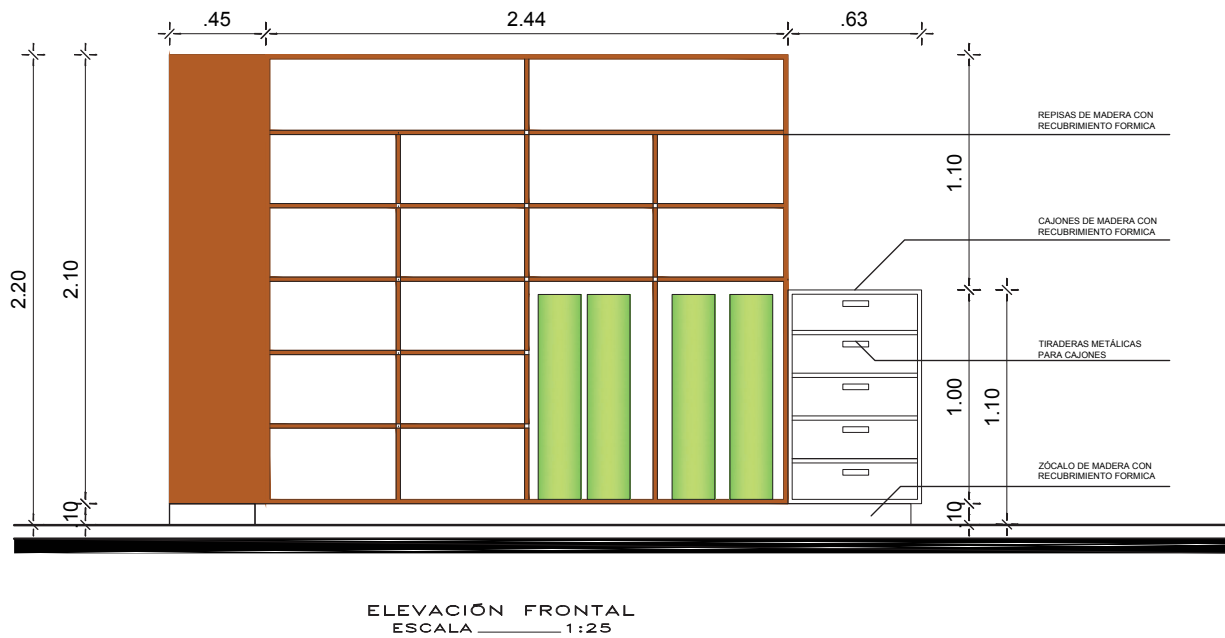 .45
2.44
.63
REPISAS DE MADERA CON
RECUBRIMIENTO FORMICA
1.10
CAJONES DE MADERA CON
RECUBRIMIENTO FORMICA
2.20
2.10
TIRADERAS METÁLICAS
PARA CAJONES
1.00
1.10
ZÓCALO DE MADERA CON
RECUBRIMIENTO FORMICA
.10
.10
ELEVACIÓN FRONTAL
ESCALA ________ 1:25